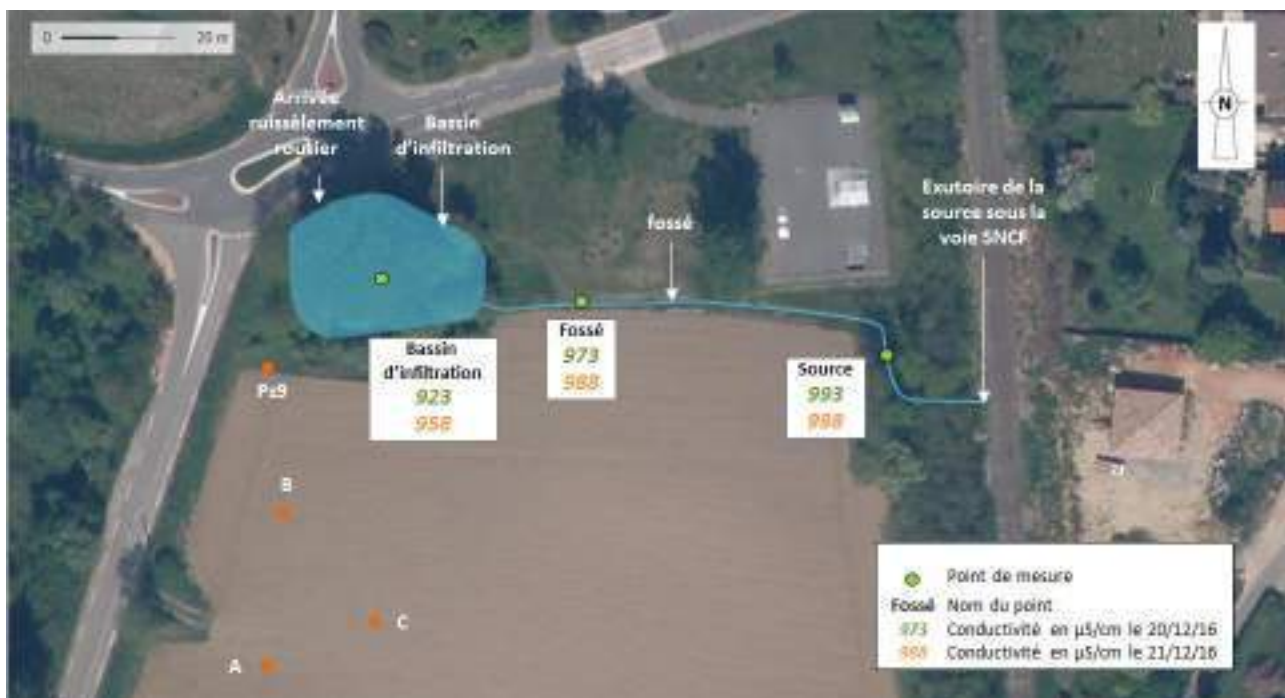 0 20 m
N
Arrivée
ruissèlement
routier
Bassin
d'infiltration
fossé
Exutoire de la
source sous la
voie SNCF
Bassin
d'infiltration
923
958
Fossé
973
988
Source
993
998
Pz9
B
C
A
Point de mesure
Fossé Nom du point
973 Conductivité en µS/cm le 20/12/16
988 Conductivité en µS/cm le 21/12/16